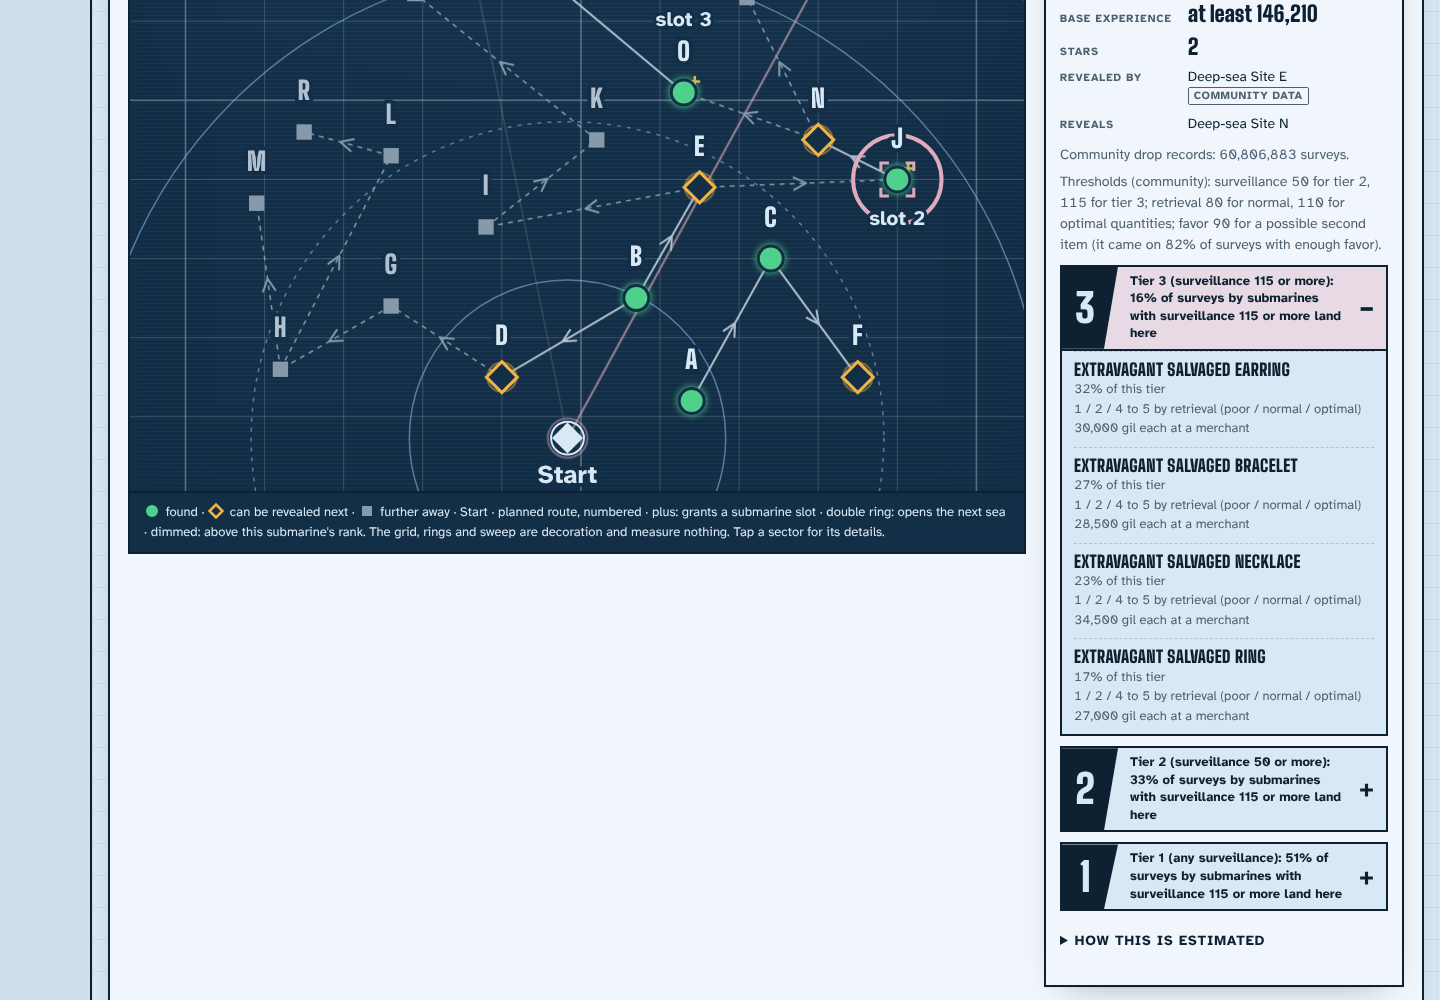 slot 3
O
R
L
K
N
J
M
E
I
C
slot 2
B
G
H
D
A
F
Start
found · can be revealed next · further away · Start · planned route, numbered · plus: grants a submarine slot · double ring: opens the next sea
· dimmed: above this submarine's rank. The grid, rings and sweep are decoration and measure nothing. Tap a sector for its details.
BASE EXPERIENCE at least 146,210
STARS 2
REVEALED BY Deep-sea Site E
COMMUNITY DATA
REVEALS Deep-sea Site N
Community drop records: 60,806,883 surveys.
Thresholds (community): surveillance 50 for tier 2,
115 for tier 3; retrieval 80 for normal, 110 for
optimal quantities; favor 90 for a possible second
item (it came on 82% of surveys with enough favor).
3
Tier 3 (surveillance 115 or more):
16% of surveys by submarines
with surveillance 115 or more land
here
−
EXTRAVAGANT SALVAGED EARRING
32% of this tier
1 / 2 / 4 to 5 by retrieval (poor / normal / optimal)
30,000 gil each at a merchant
EXTRAVAGANT SALVAGED BRACELET
27% of this tier
1 / 2 / 4 to 5 by retrieval (poor / normal / optimal)
28,500 gil each at a merchant
EXTRAVAGANT SALVAGED NECKLACE
23% of this tier
1 / 2 / 4 to 5 by retrieval (poor / normal / optimal)
34,500 gil each at a merchant
EXTRAVAGANT SALVAGED RING
17% of this tier
1 / 2 / 4 to 5 by retrieval (poor / normal / optimal)
27,000 gil each at a merchant
2
Tier 2 (surveillance 50 or more):
33% of surveys by submarines
with surveillance 115 or more land
here
+
1
Tier 1 (any surveillance): 51% of
surveys by submarines with
surveillance 115 or more land here
+
HOW THIS IS ESTIMATED